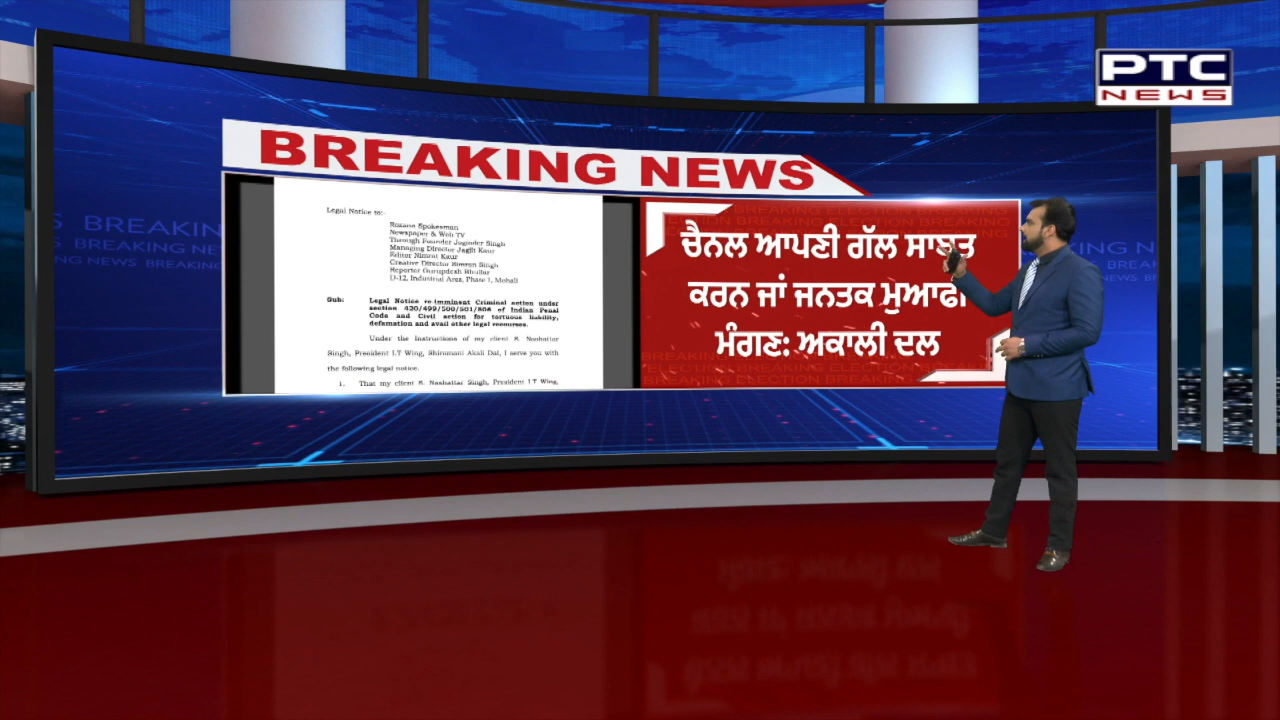 PTC
NEWS
BREAKING NEWS
Legal Notice to:-
Rozana Spokesman
Newspaper & Web TV
Through Funder Joginder Singh
Managing Director Jagjit Kaur
Editor Nimrat Kaur
Creative Director Simran Singh
Reporter Gurupdesh Bhullar
D-12, Industrial Area, Phase 1, Mohali
Sub: Legal Notice re-imminent Criminal action under
section 420/499/500/501/808 of Indian Penal
Code and Civil action for tortuous liability,
defamation and avail other legal recourses.
Under the Instructions of my client S. Nashattar
Singh, President I.T Wing, Shiromani Akali Dal, I serve you with
the following legal notice.
1. That my client S. Nashattar Singh, President I.T Wing,
ਚੈਨਲ ਆਪਣੀ ਗੱਲ ਸਾਬਤ
ਕਰਨ ਜਾਂ ਜਨਤਕ ਮੁਆਫੀ
ਮੰਗਣ: ਅਕਾਲੀ ਦਲ